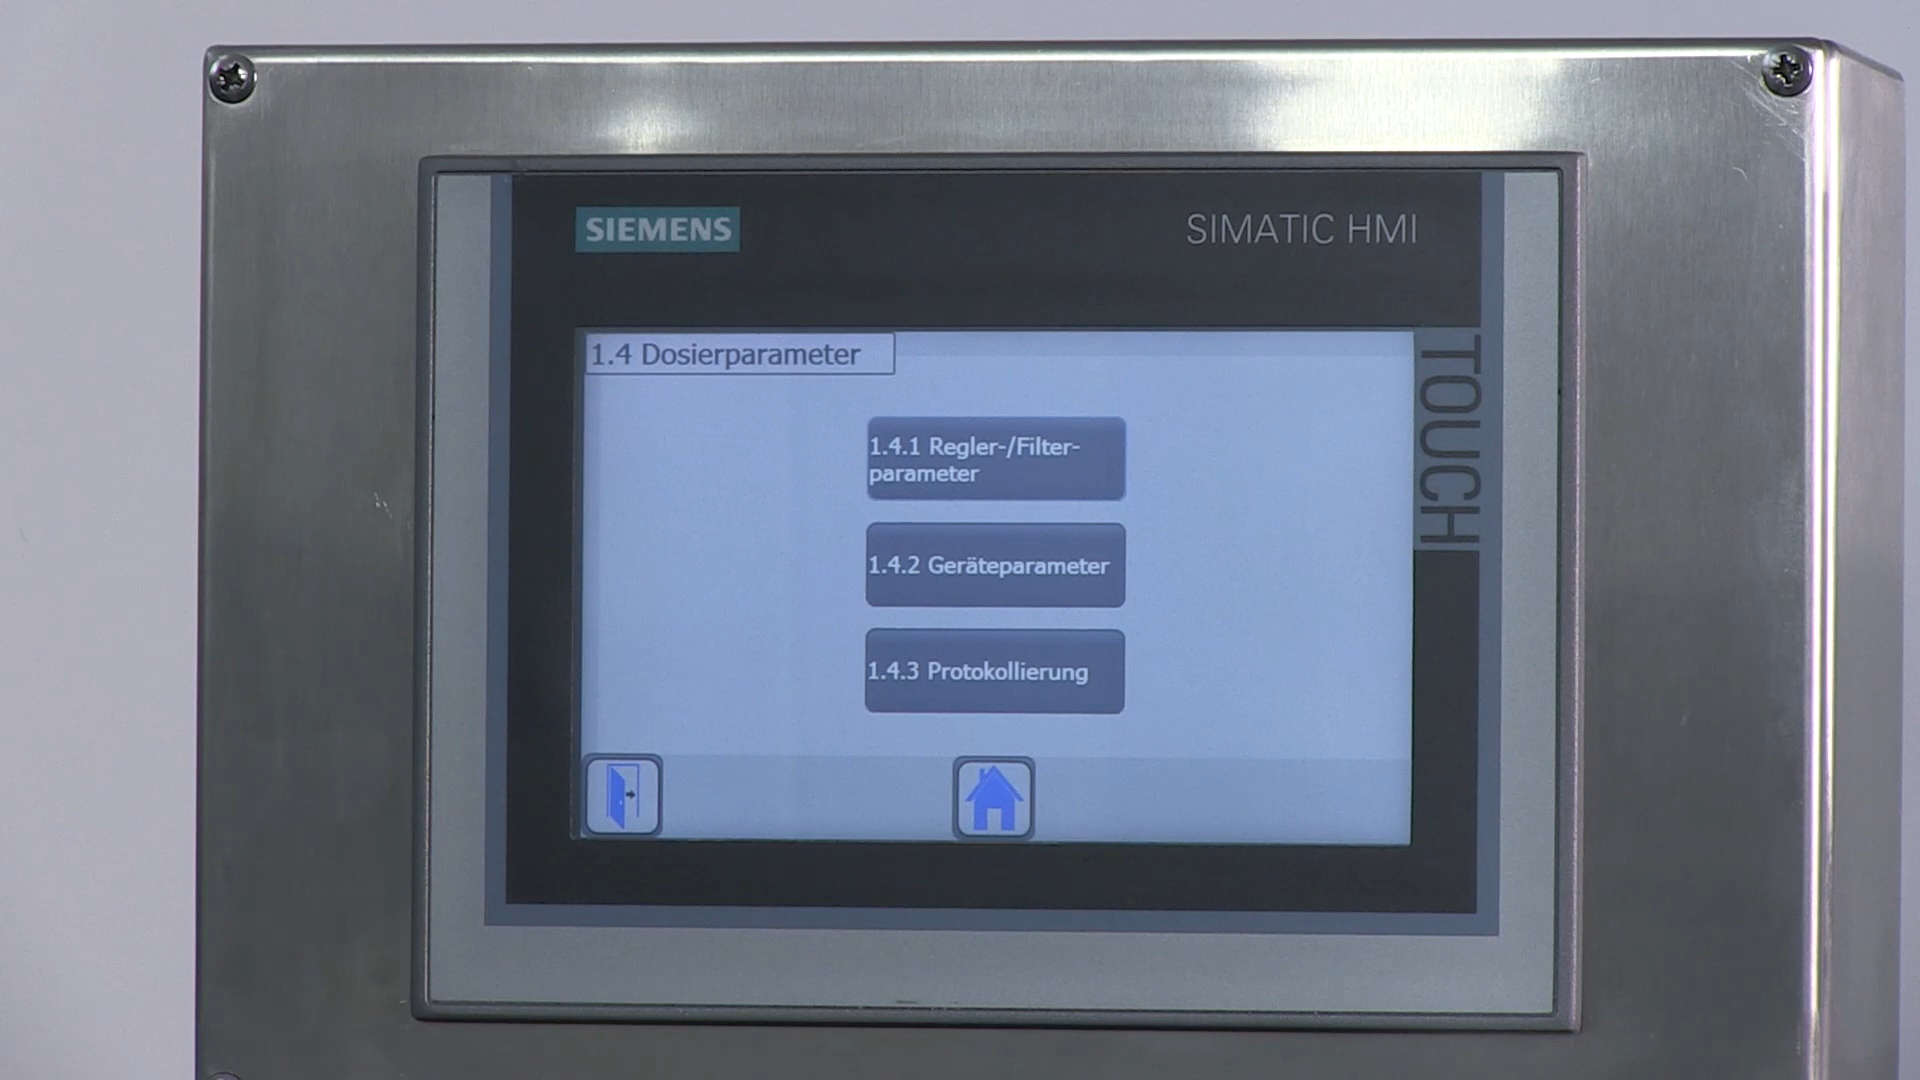 SIEMENS
SIMATIC HMI
TOUCH
1.4 Dosierparameter
1.4.1 Regler-/Filter-
parameter
1.4.2 Geräteparameter
1.4.3 Protokollierung